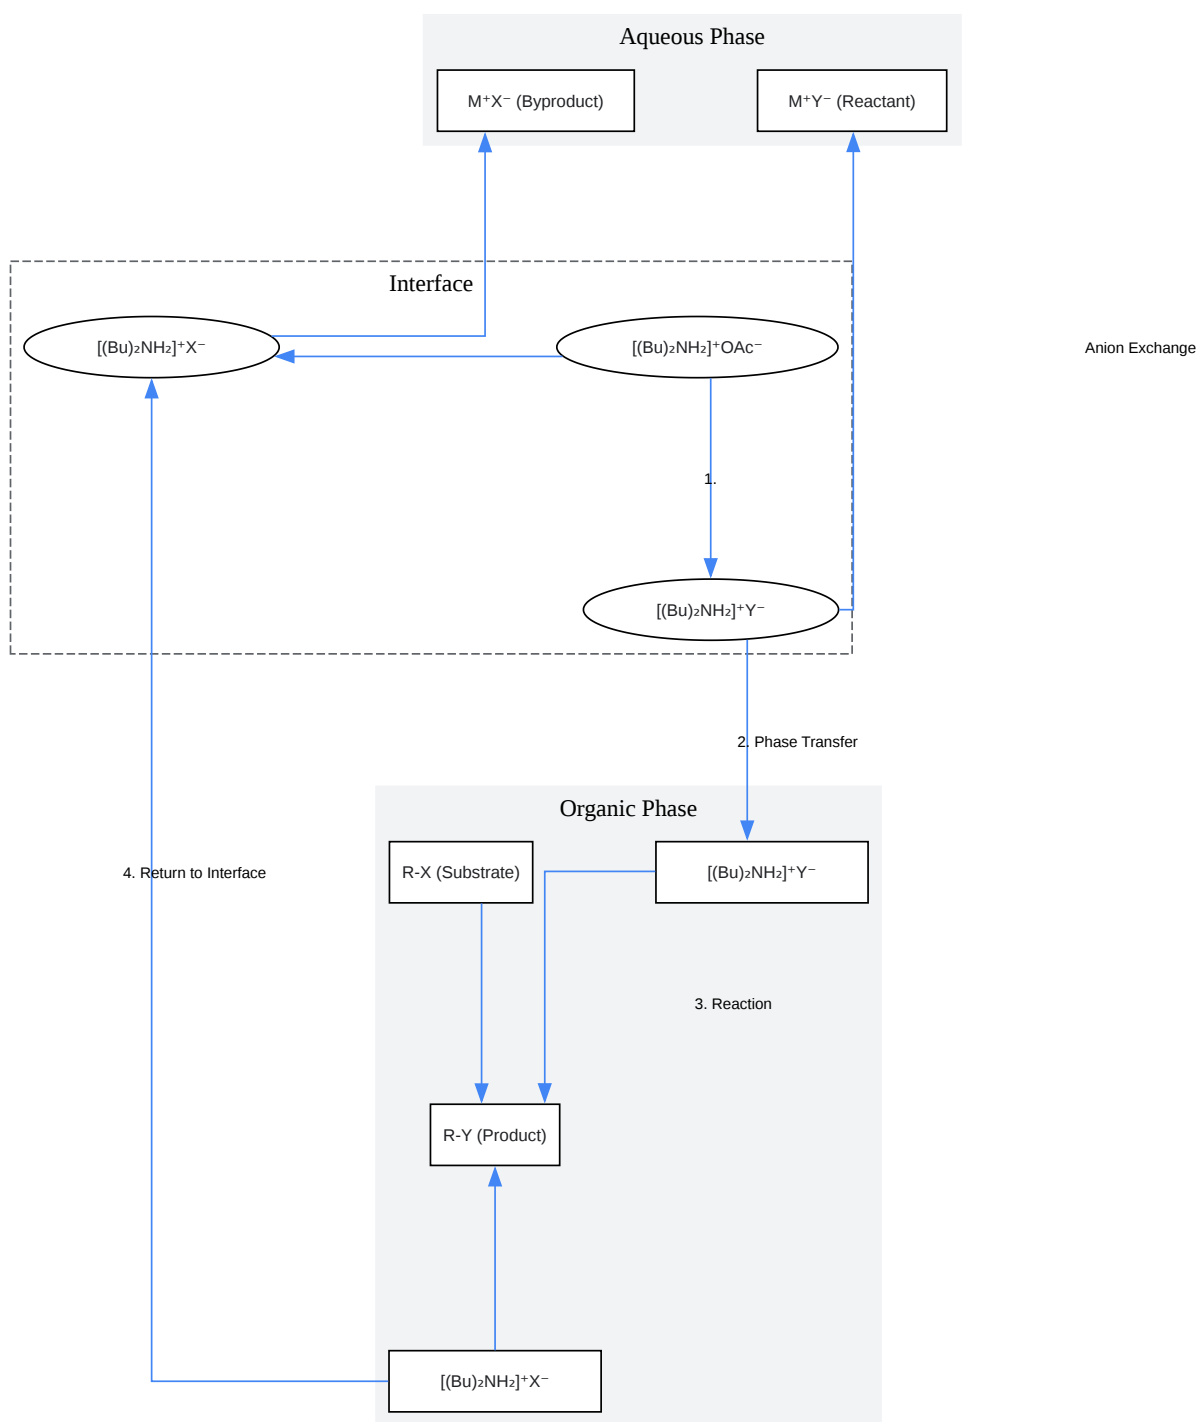 Aqueous Phase
M⁺X⁻ (Byproduct)
M⁺Y⁻ (Reactant)
Interface
[(Bu)₂NH₂]⁺X⁻
[(Bu)₂NH₂]⁺OAc⁻
Anion Exchange
1.
[(Bu)₂NH₂]⁺Y⁻
2. Phase Transfer
Organic Phase
4. Return to Interface
R-X (Substrate)
[(Bu)₂NH₂]⁺Y⁻
3. Reaction
R-Y (Product)
[(Bu)₂NH₂]⁺X⁻